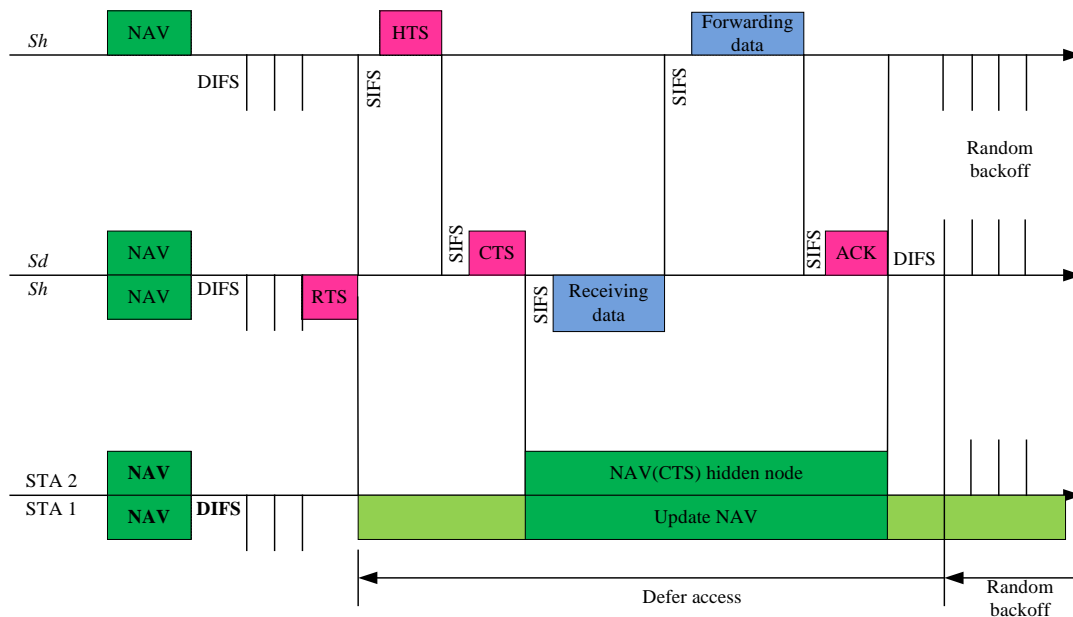 Sh
NAV
HTS
Forwarding
data
DIFS
SIFS
SIFS
Random
backoff
Sd
NAV
SIFS
CTS
SIFS
ACK
DIFS
Sh
NAV
DIFS
RTS
SIFS
Receiving
data
STA 2
NAV
NAV(CTS) hidden node
STA 1
NAV
DIFS
Update NAV
Defer access
Random
backoff